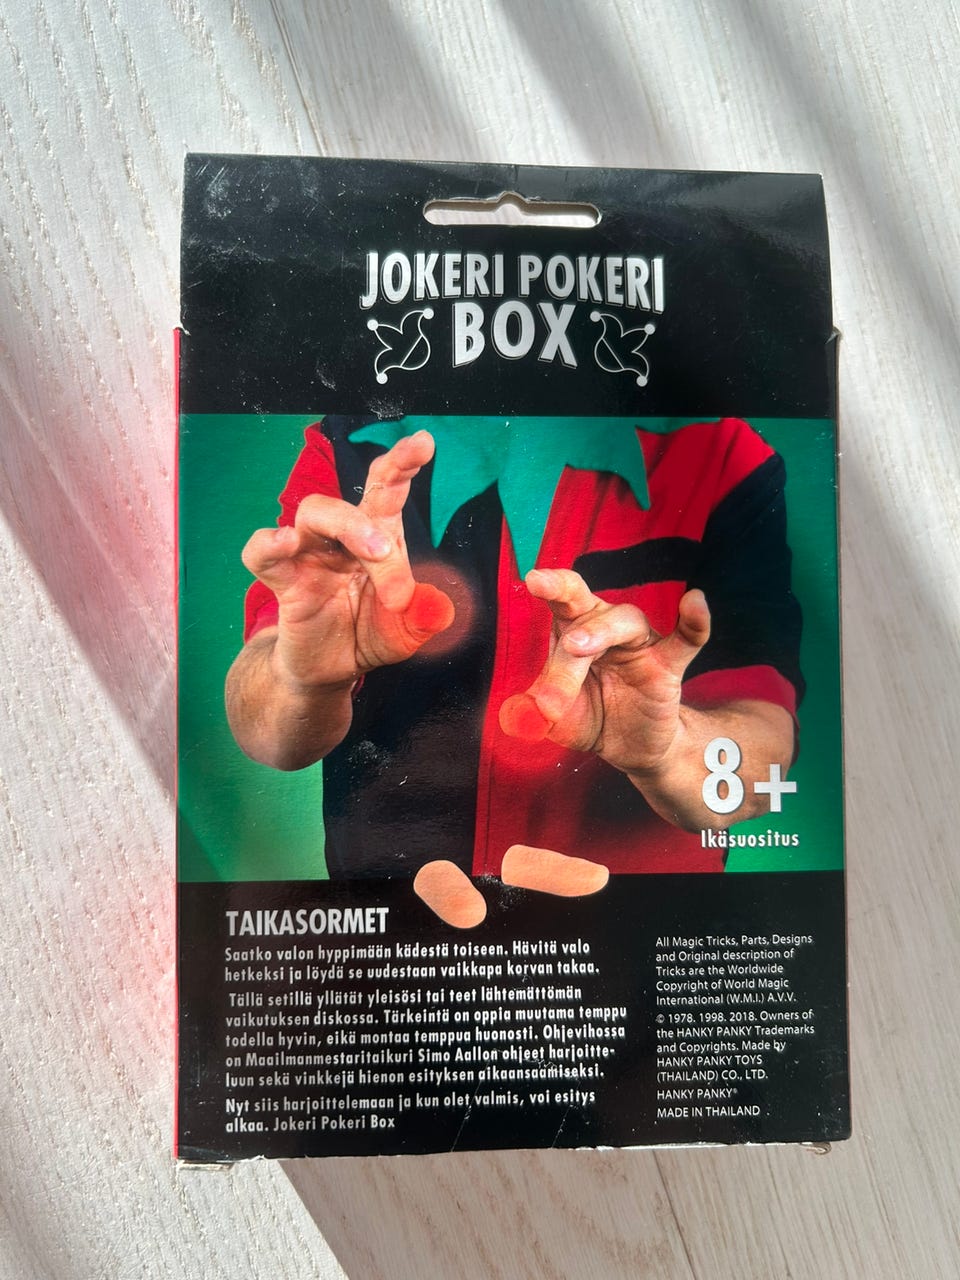 JOKERI POKERI
BOX
8+
Ikäsuositus
TAIKASORMET
Saatko valon hyppimään kädestä toiseen. Hävitä valo
hetkeksi ja löydä se uudestaan vaikkapa korvan takaa.
Tällä setillä yllätät yleisösi tai teet lähtemättömän
vaikutuksen diskossa. Tärkeintä on oppia muutama temppu
todella hyvin, eikä montaa temppua huonosti. Ohjevihossa
on Maailmanmestaritaikuri Simo Aallon ohjeet harjoitte-
luun sekä vinkkejä hienon esityksen aikaansaamiseksi.
Nyt siis harjoittelemaan ja kun olet valmis, voi esitys
alkaa. Jokeri Pokeri Box
All Magic Tricks, Parts, Designs
and Original description of
Tricks are the Worldwide
Copyright of World Magic
International (W.M.I.) A.V.V.
© 1978. 1998. 2018. Owners of
the HANKY PANKY Trademarks
and Copyrights. Made by
HANKY PANKY TOYS
(THAILAND) CO., LTD.
HANKY PANKY®
MADE IN THAILAND